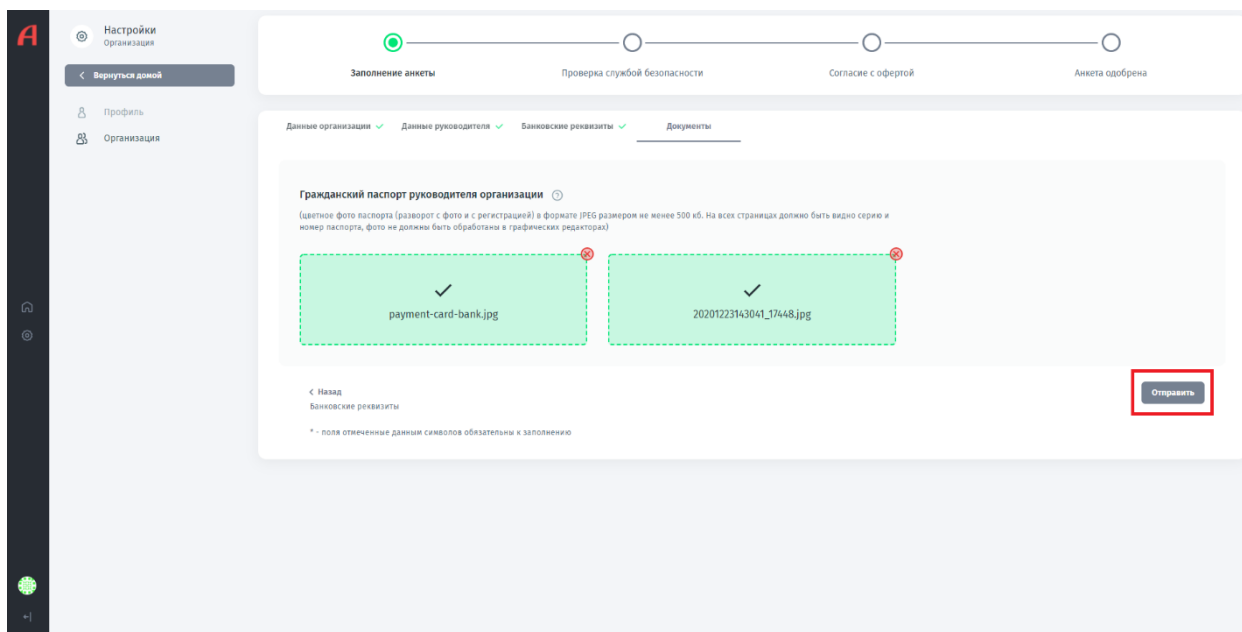 А
Настройки
Организация
Вернуться домой
Профиль
Организация
Заполнение анкеты
Проверка службой безопасности
Согласие с офертой
Анкета одобрена
Данные организации
Данные руководителя
Банковские реквизиты
Документы
Гражданский паспорт руководителя организации
(цветное фото паспорта (разворот с фото и с регистрацией) в формате JPEG размером не менее 500 кб. На всех страницах должно быть видно серию и
номер паспорта, фото не должны быть обработаны в графических редакторах)
payment-card-bank.jpg
20201223143041_17448.jpg
Назад
Банковские реквизиты
Отправить
* - поля отмеченные данным символов обязательны к заполнению